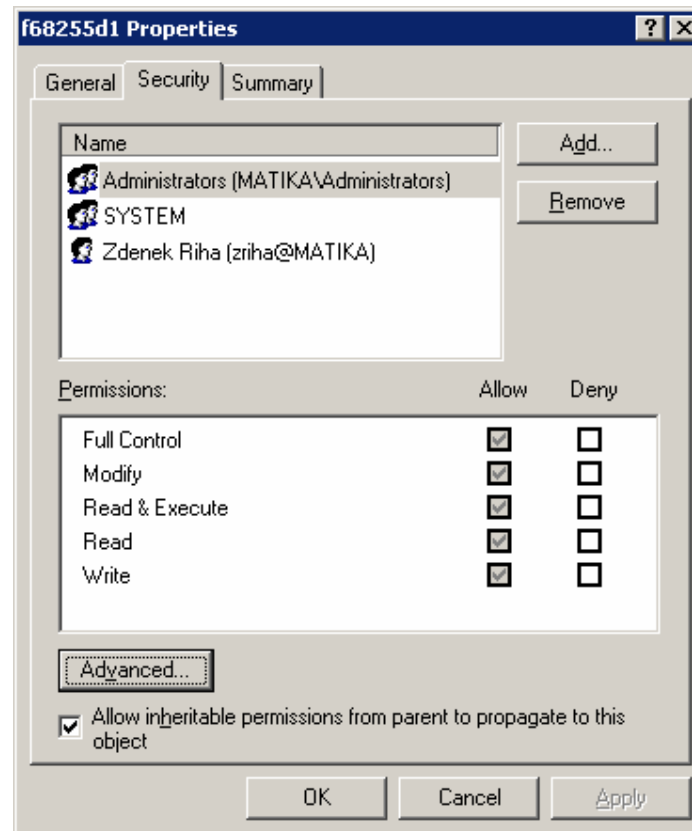 f68255d1 Properties
General Security Summary
Name
Administrators (MATIKA\Administrators)
SYSTEM
Zdenek Riha (zriha@MATIKA)
Add...
Remove
Permissions: Allow Deny
Full Control
Modify
Read & Execute
Read
Write
Advanced...
Allow inheritable permissions from parent to propagate to this
object
OK Cancel Apply